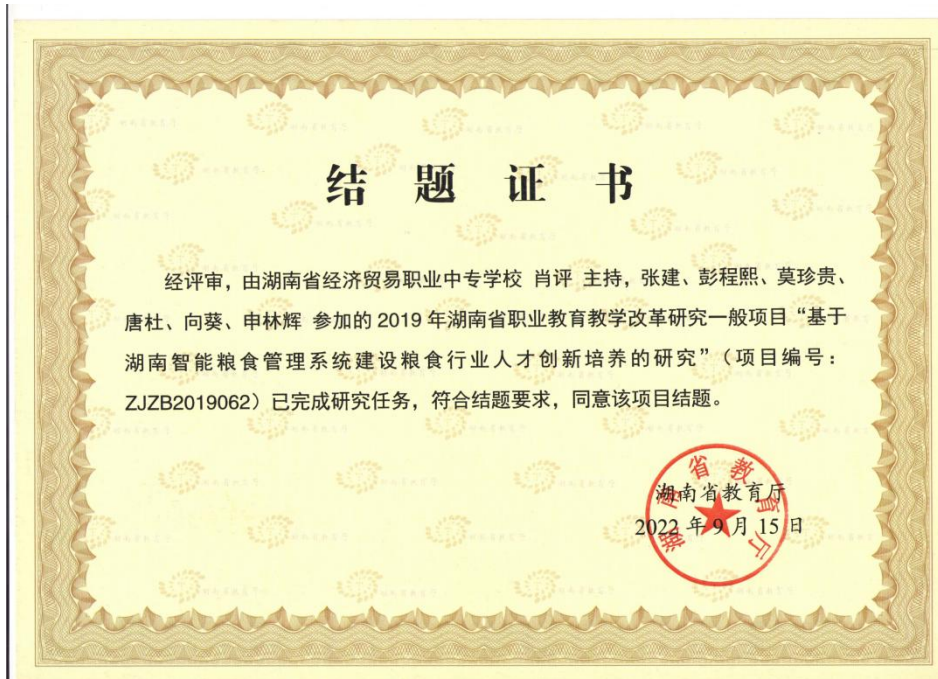 结题证书
经评审，由湖南省经济贸易职业中专学校 肖评 主持，张建、彭程熙、莫珍贵、
唐杜、向葵、申林辉 参加的 2019 年湖南省职业教育教学改革研究一般项目“基于
湖南智能粮食管理系统建设粮食行业人才创新培养的研究”（项目编号：
ZJZB2019062）已完成研究任务，符合结题要求，同意该项目结题。
湖南省教育厅
湖南省教育厅
2022 年 9 月 15 日